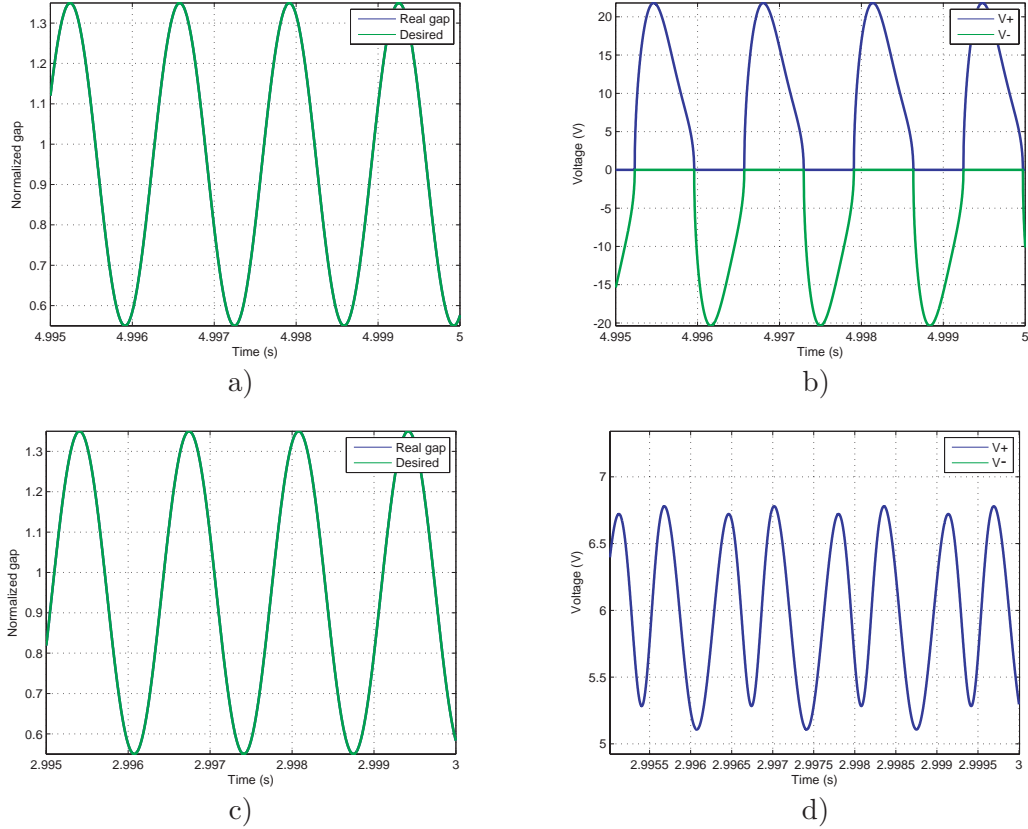 1.3
1.2
1.1
1
0.9
0.8
0.7
0.6
4.995
4.996
4.997
4.998
4.999
5
Time (s)
Normalized gap
Real gap
Desired
a)
20
15
10
5
0
-5
-10
-15
-20
4.995
4.996
4.997
4.998
4.999
5
Time (s)
Voltage (V)
V+
V-
b)
1.3
1.2
1.1
1
0.9
0.8
0.7
0.6
2.995
2.996
2.997
2.998
2.999
3
Time (s)
Normalized gap
Real gap
Desired
c)
7
6.5
6
5.5
5
2.9955
2.996
2.9965
2.997
2.9975
2.998
2.9985
2.999
2.9995
3
Time (s)
Voltage (V)
V+
V-
d)